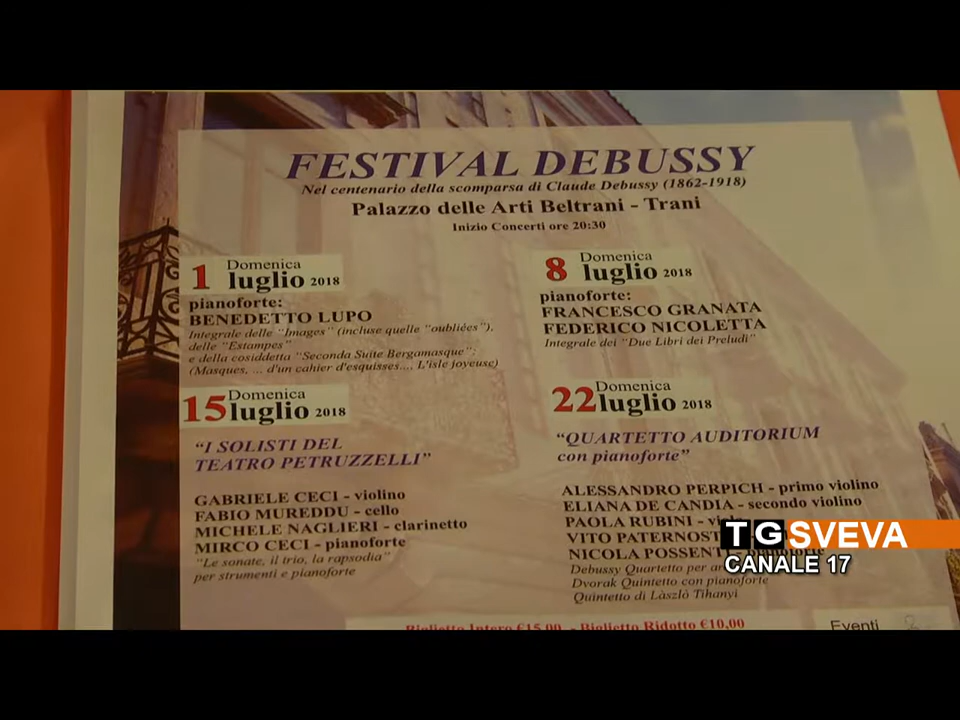 FESTIVAL DEBUSSY
Nel centenario della scomparsa di Claude Debussy (1862-1918)
Palazzo delle Arti Beltrani - Trani
Inizio Concerti ore 20:30
1 Domenica
luglio 2018
pianoforte:
BENEDETTO LUPO
Integrale delle "Images" (incluse quelle "oubliées"),
delle "Estampes"
e della cosiddetta "Seconda Suite Bergamasque":
(Masques, ... d'un cahier d'esquisses..., L'isle joyeuse)
8 Domenica
luglio 2018
pianoforte:
FRANCESCO GRANATA
FEDERICO NICOLETTA
Integrale dei "Due Libri dei Preludi"
15 Domenica
luglio 2018
"I SOLISTI DEL
TEATRO PETRUZZELLI"
GABRIELE CECI - violino
FABIO MUREDDU - cello
MICHELE NAGLIERI - clarinetto
MIRCO CECI - pianoforte
"Le sonate, il trio, la rapsodia"
per strumenti e pianoforte
22 Domenica
luglio 2018
"QUARTETTO AUDITORIUM
con pianoforte"
ALESSANDRO PERPICH - primo violino
ELIANA DE CANDIA - secondo violino
PAOLA RUBINI -
VITO
NICOLA POSSENTI - pianoforte
Debussy Quartetto per
Dvorak Quintetto con pianoforte
Quintetto di Làszlò Tihanyi
Biglietto Intero €15,00 - Biglietto Ridotto €10,00
Eventi
TG SVEVA
CANALE 17